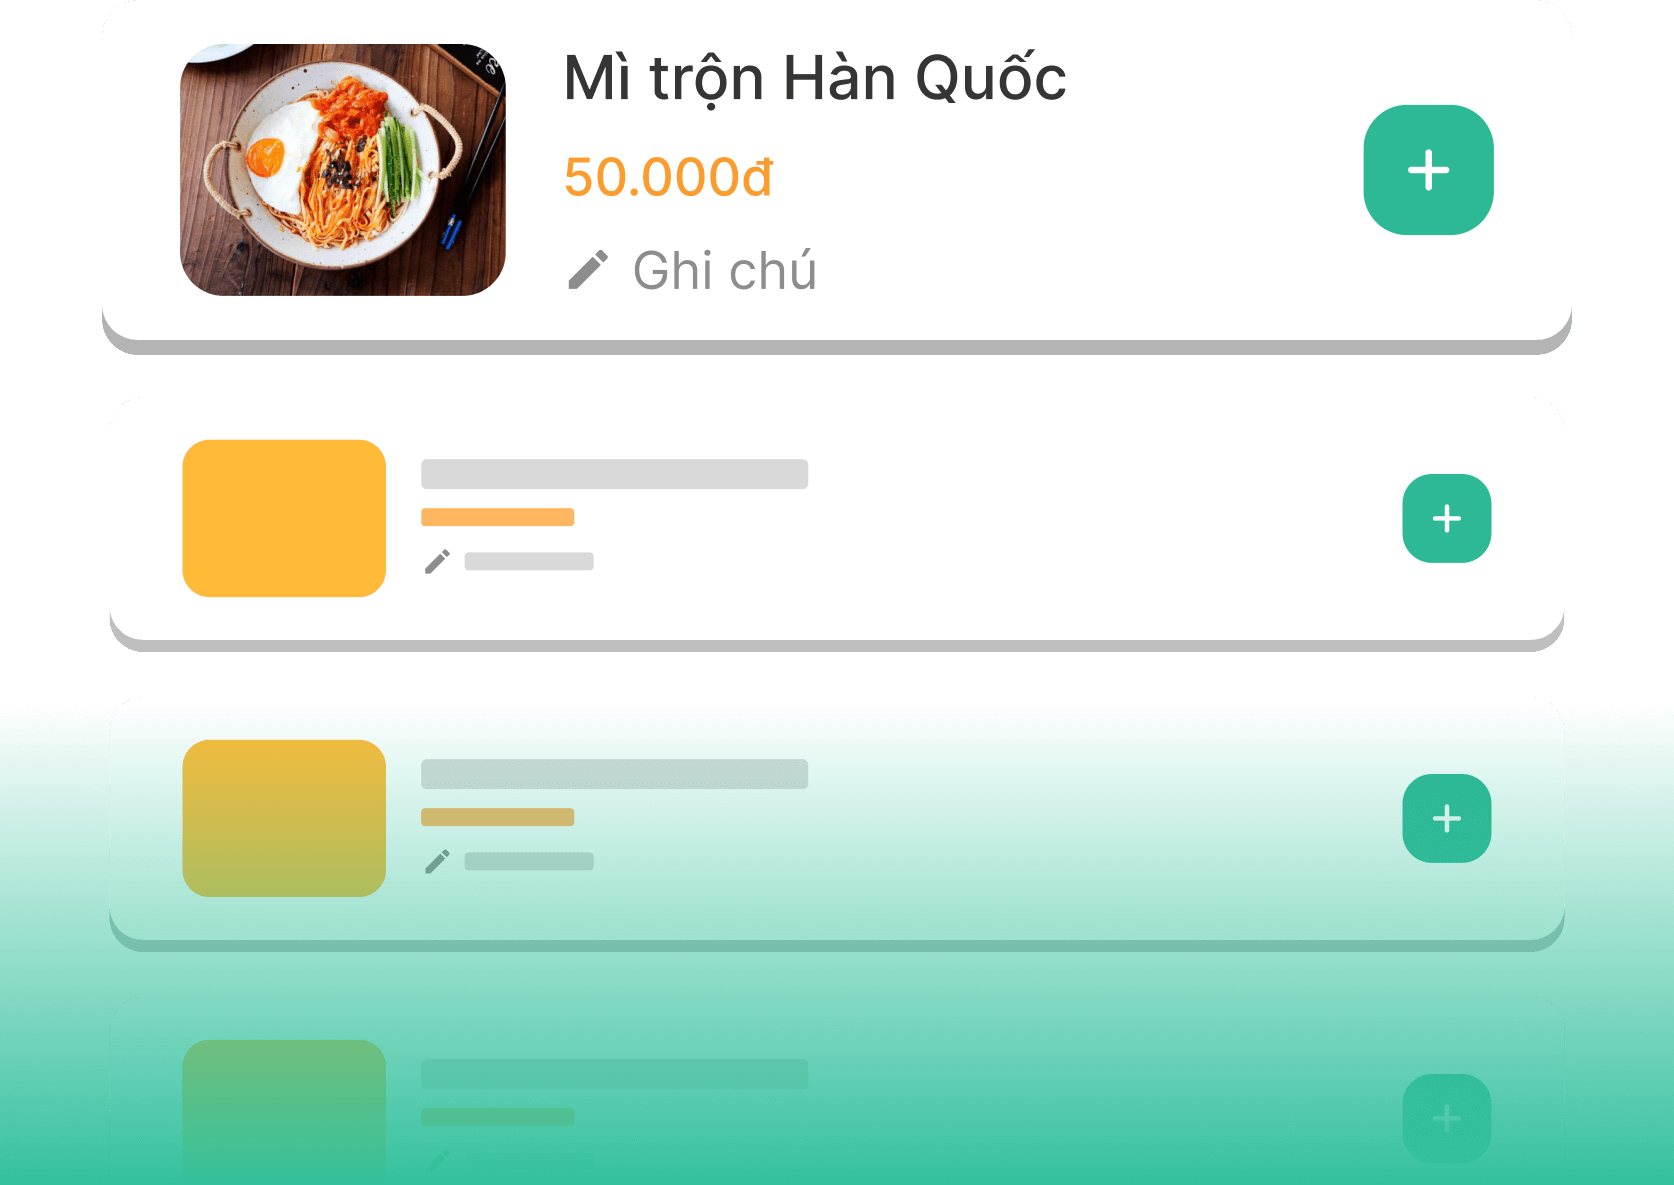 Mì trộn Hàn Quốc
50.000đ
Ghi chú